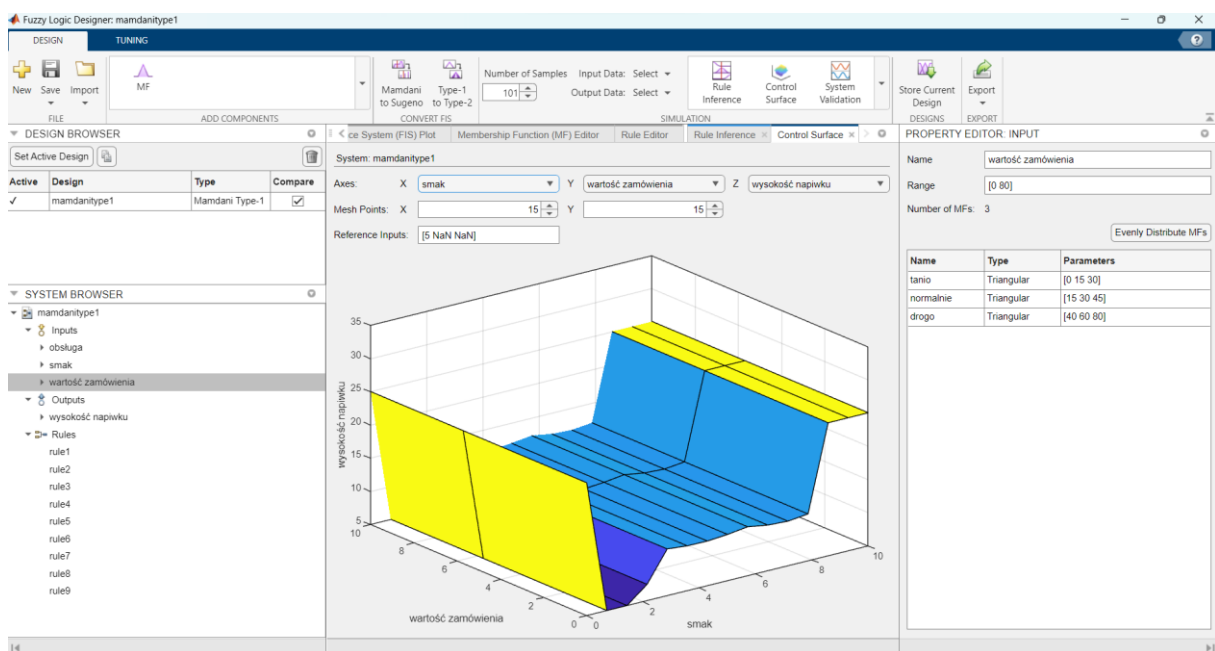 Fuzzy Logic Designer: mamdanitype1
DESIGN TUNING
New Save Import MF
Mamdani to Sugeno
Type-1 to Type-2
Number of Samples 101
Input Data: Select
Output Data: Select
Rule Inference
Control Surface
System Validation
Store Current Design
Export
FILE ADD COMPONENTS CONVERT FIS SIMULATION DESIGNS EXPORT
DESIGN BROWSER
Set Active Design
Active Design Type Compare
mamdanitype1 Mamdani Type-1
SYSTEM BROWSER
mamdanitype1
Inputs
obsługa
smak
wartość zamówienia
Outputs
wysokość napiwku
Rules
rule1
rule2
rule3
rule4
rule5
rule6
rule7
rule8
rule9
ce System (FIS) Plot Membership Function (MF) Editor Rule Editor Rule Inference Control Surface
System: mamdanitype1
Axes: X smak Y wartość zamówienia Z wysokość napiwku
Mesh Points: X 15 Y 15
Reference Inputs: [5 NaN NaN]
35
30
25
20
15
10
5
wysokość napiwku
10
8
6
4
2
0
wartość zamówienia
0
2
4
6
8
10
smak
PROPERTY EDITOR: INPUT
Name wartość zamówienia
Range [0 80]
Number of MFs: 3
Evenly Distribute MFs
Name Type Parameters
tanio Triangular [0 15 30]
normalnie Triangular [15 30 45]
drogo Triangular [40 60 80]